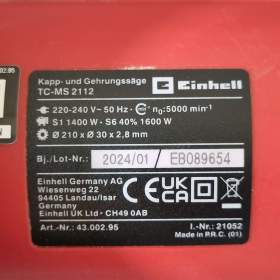 Kapp- und Gehrungssäge
TC-MS 2112
Einhell
220-240 V ~ 50 Hz · n₀: 5000 min⁻¹
S1 1400 W · S6 40% 1600 W
Ø 210 x Ø 30 x 2,8 mm
Bj./Lot-Nr.: 2024/01 / EB089654
Einhell Germany AG
Wiesenweg 22
94405 Landau/Isar
Germany
Einhell UK Ltd · CH49 0AB
CE
UK CA
Art.-Nr.: 43.002.95
I.-Nr.: 21052
Made in P.R.C. (01)